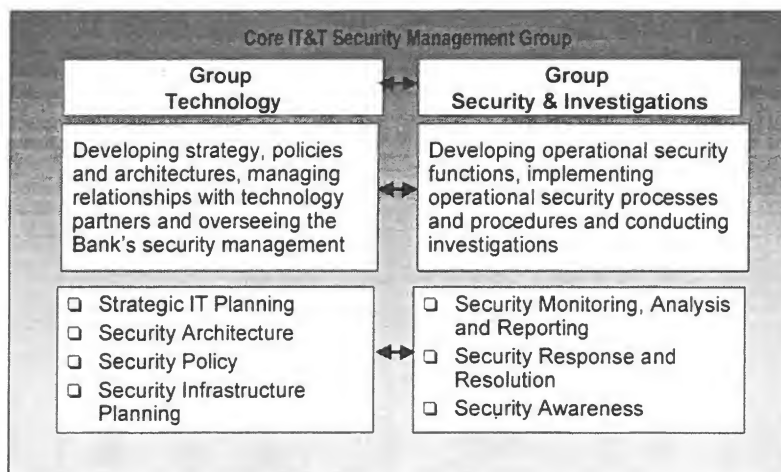 Core IT&T Security Management Group
Group
Technology
Group
Security & Investigations
Developing strategy, policies
and architectures, managing
relationships with technology
partners and overseeing the
Bank's security management
Developing operational security
functions, implementing
operational security processes
and procedures and conducting
investigations
❑ Strategic IT Planning
❑ Security Architecture
❑ Security Policy
❑ Security Infrastructure
Planning
❑ Security Monitoring, Analysis
and Reporting
❑ Security Response and
Resolution
❑ Security Awareness